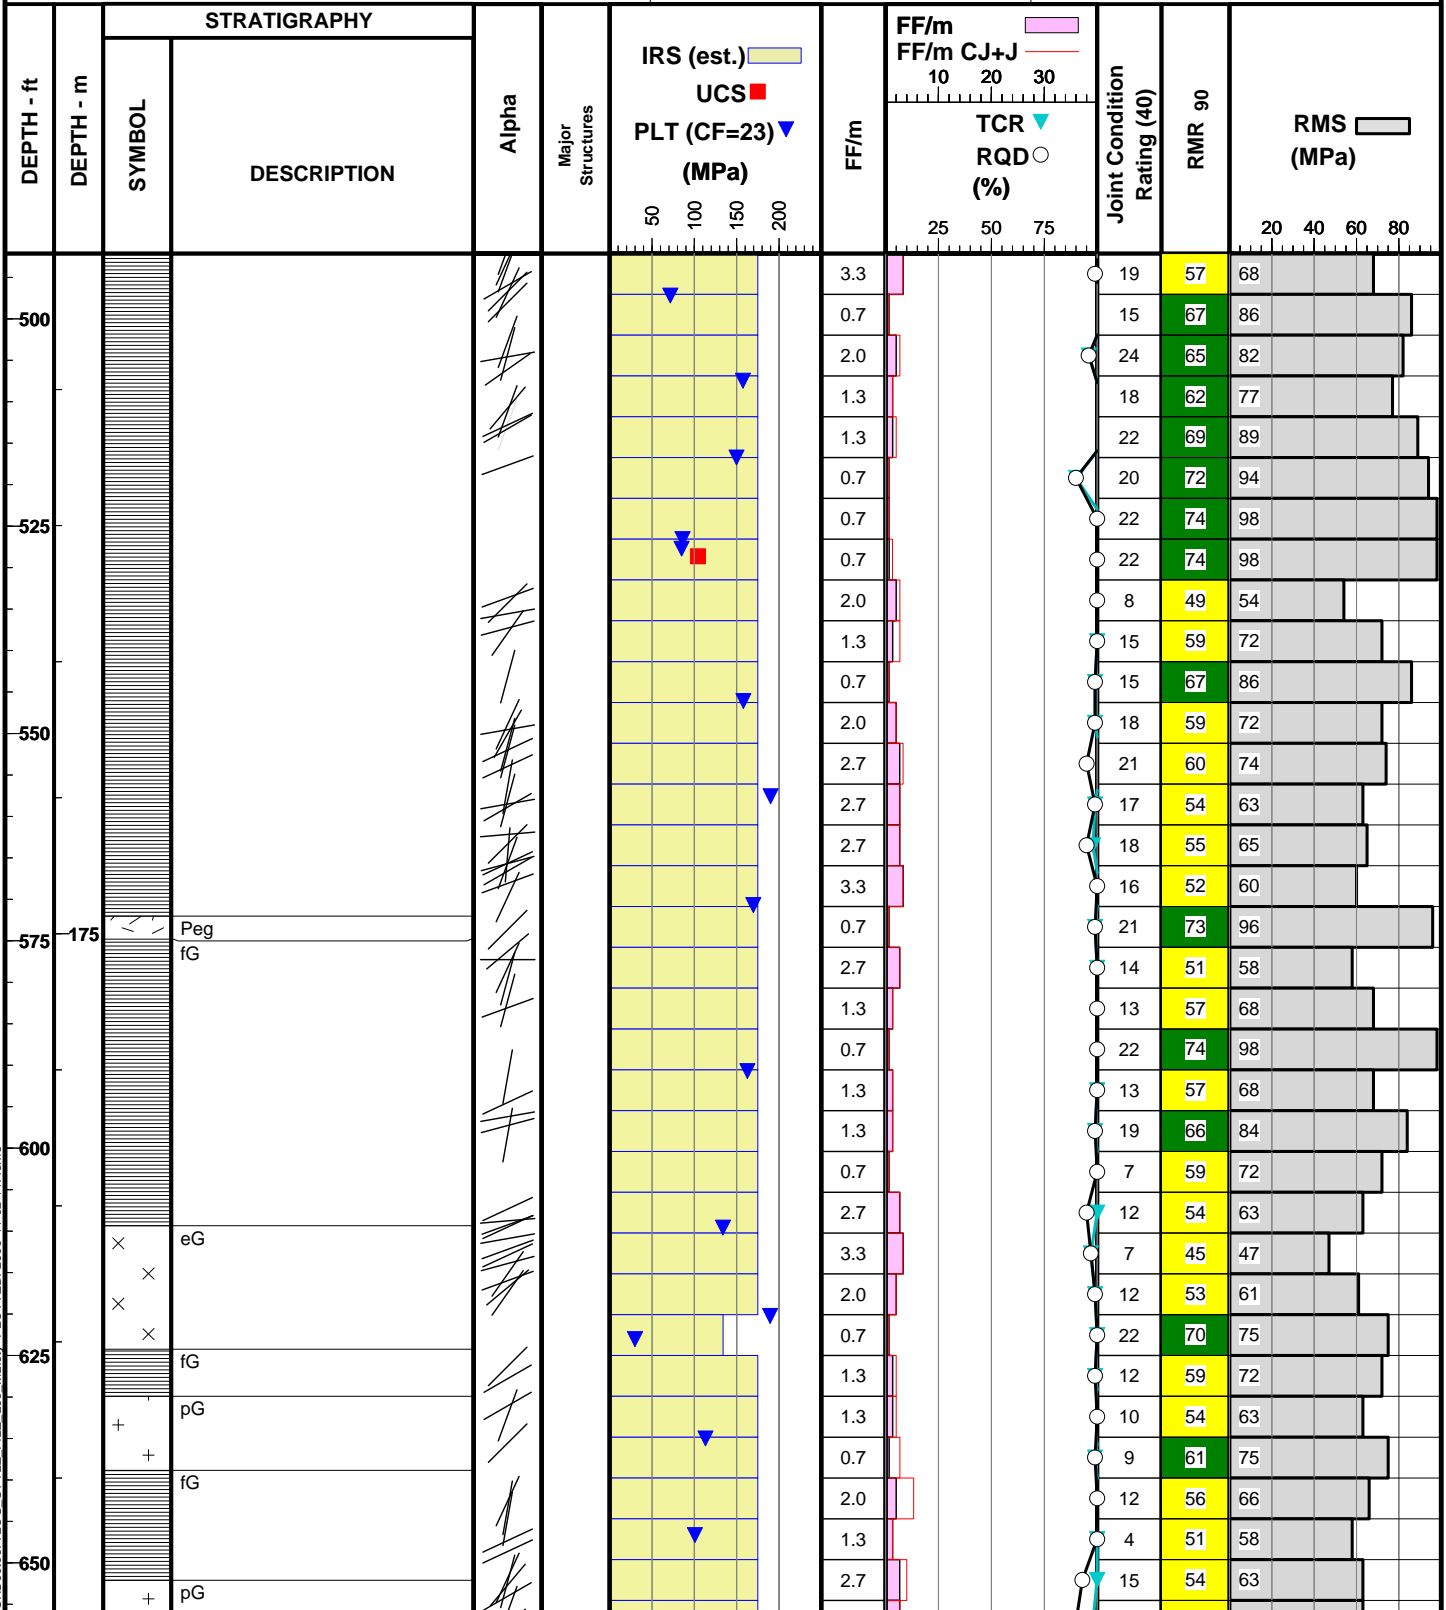 STRATIGRAPHY
DEPTH - ft
DEPTH - m
SYMBOL
DESCRIPTION
Alpha
Major
Structures
IRS (est.)
UCS
PLT (CF=23)
(MPa)
50 100 150 200
FF/m
FF/m
FF/m CJ+J
10 20 30
TCR
RQD
(%)
25 50 75
Joint Condition
Rating (40)
RMR 90
RMS
(MPa)
20 40 60 80
3.3 19 57 68
500 0.7 15 67 86
2.0 24 65 82
1.3 18 62 77
1.3 22 69 89
0.7 20 72 94
525 0.7 22 74 98
0.7 22 74 98
2.0 8 49 54
1.3 15 59 72
0.7 15 67 86
550 2.0 18 59 72
2.7 21 60 74
2.7 17 54 63
2.7 18 55 65
3.3 16 52 60
575 175 Peg 0.7 21 73 96
fG 2.7 14 51 58
1.3 13 57 68
0.7 22 74 98
1.3 13 57 68
600 1.3 19 66 84
0.7 7 59 72
2.7 12 54 63
eG 3.3 7 45 47
2.0 12 53 61
625 0.7 22 70 75
fG 1.3 12 59 72
pG 1.3 10 54 63
0.7 9 61 75
fG 2.0 12 56 66
1.3 4 51 58
650 2.7 15 54 63
pG